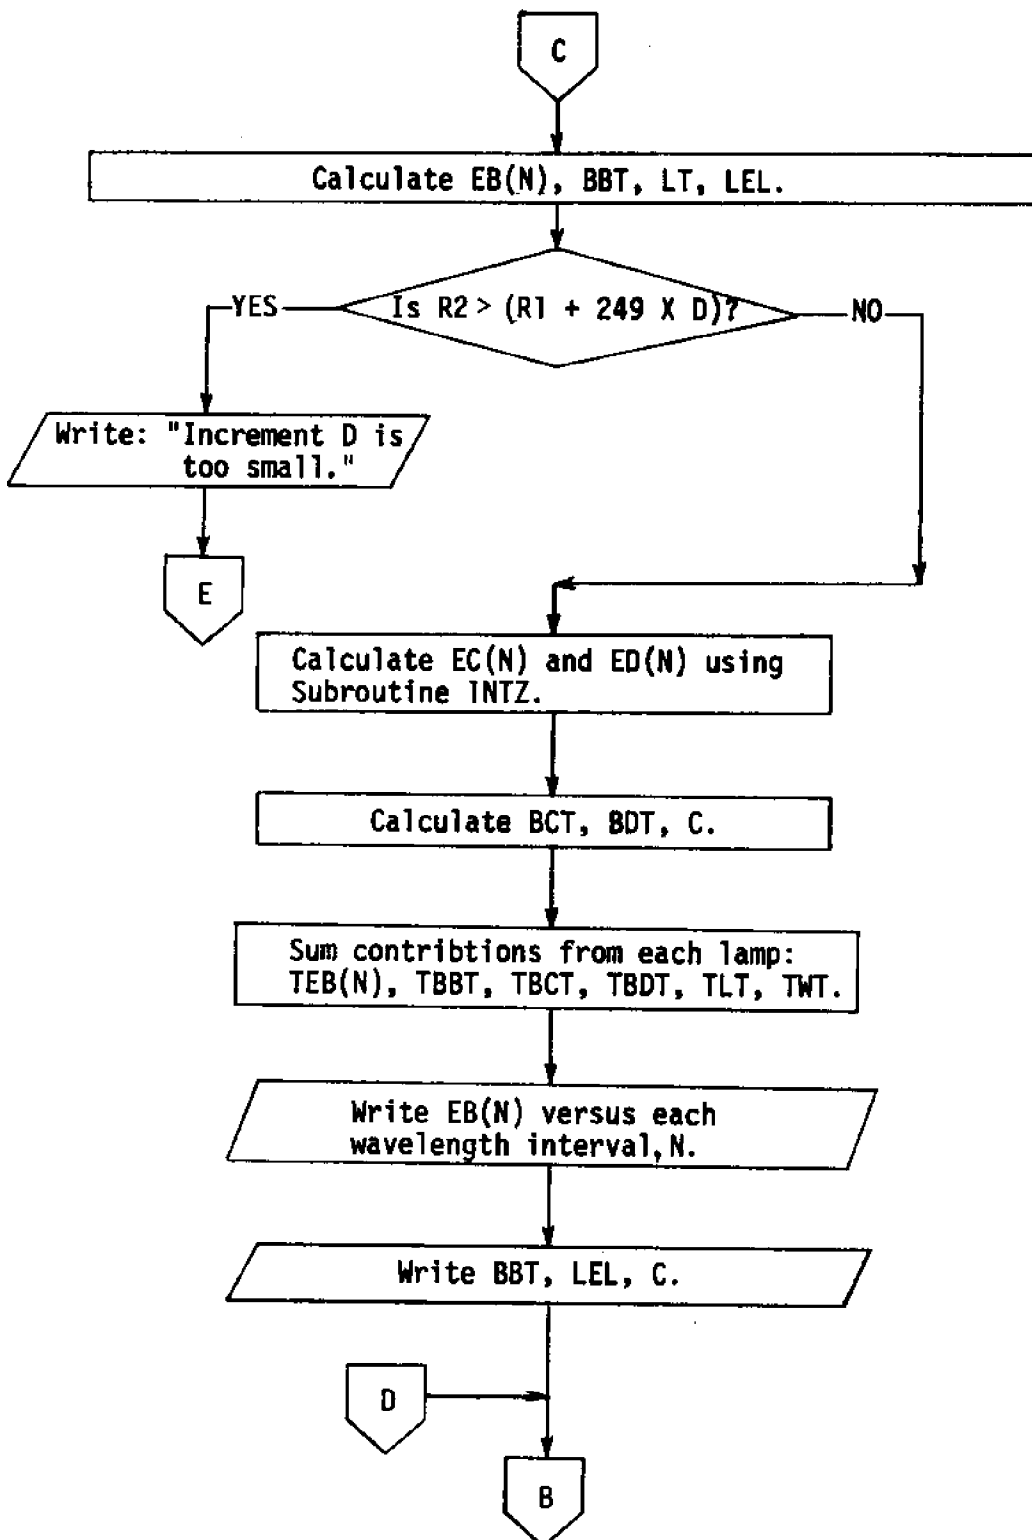 C
Calculate EB(N), BBT, LT, LEL.
Is R2 > (R1 + 249 X D)?
YES
NO
Write: "Increment D is
too small."
E
Calculate EC(N) and ED(N) using
Subroutine INTZ.
Calculate BCT, BDT, C.
Sum contribtions from each lamp:
TEB(N), TBBT, TBCT, TBDT, TLT, TWT.
Write EB(N) versus each
wavelength interval, N.
Write BBT, LEL, C.
D
B